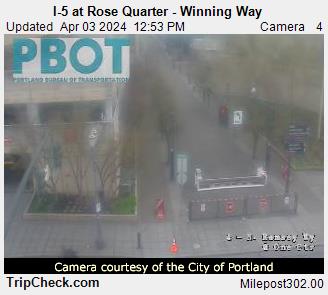 I-5 at Rose Quarter - Winning Way
Updated Apr 03 2024 12:53 PM Camera 4
PBOT
PORTLAND BUREAU OF TRANSPORTATION
Camera courtesy of the City of Portland
TripCheck.com Milepost302.00